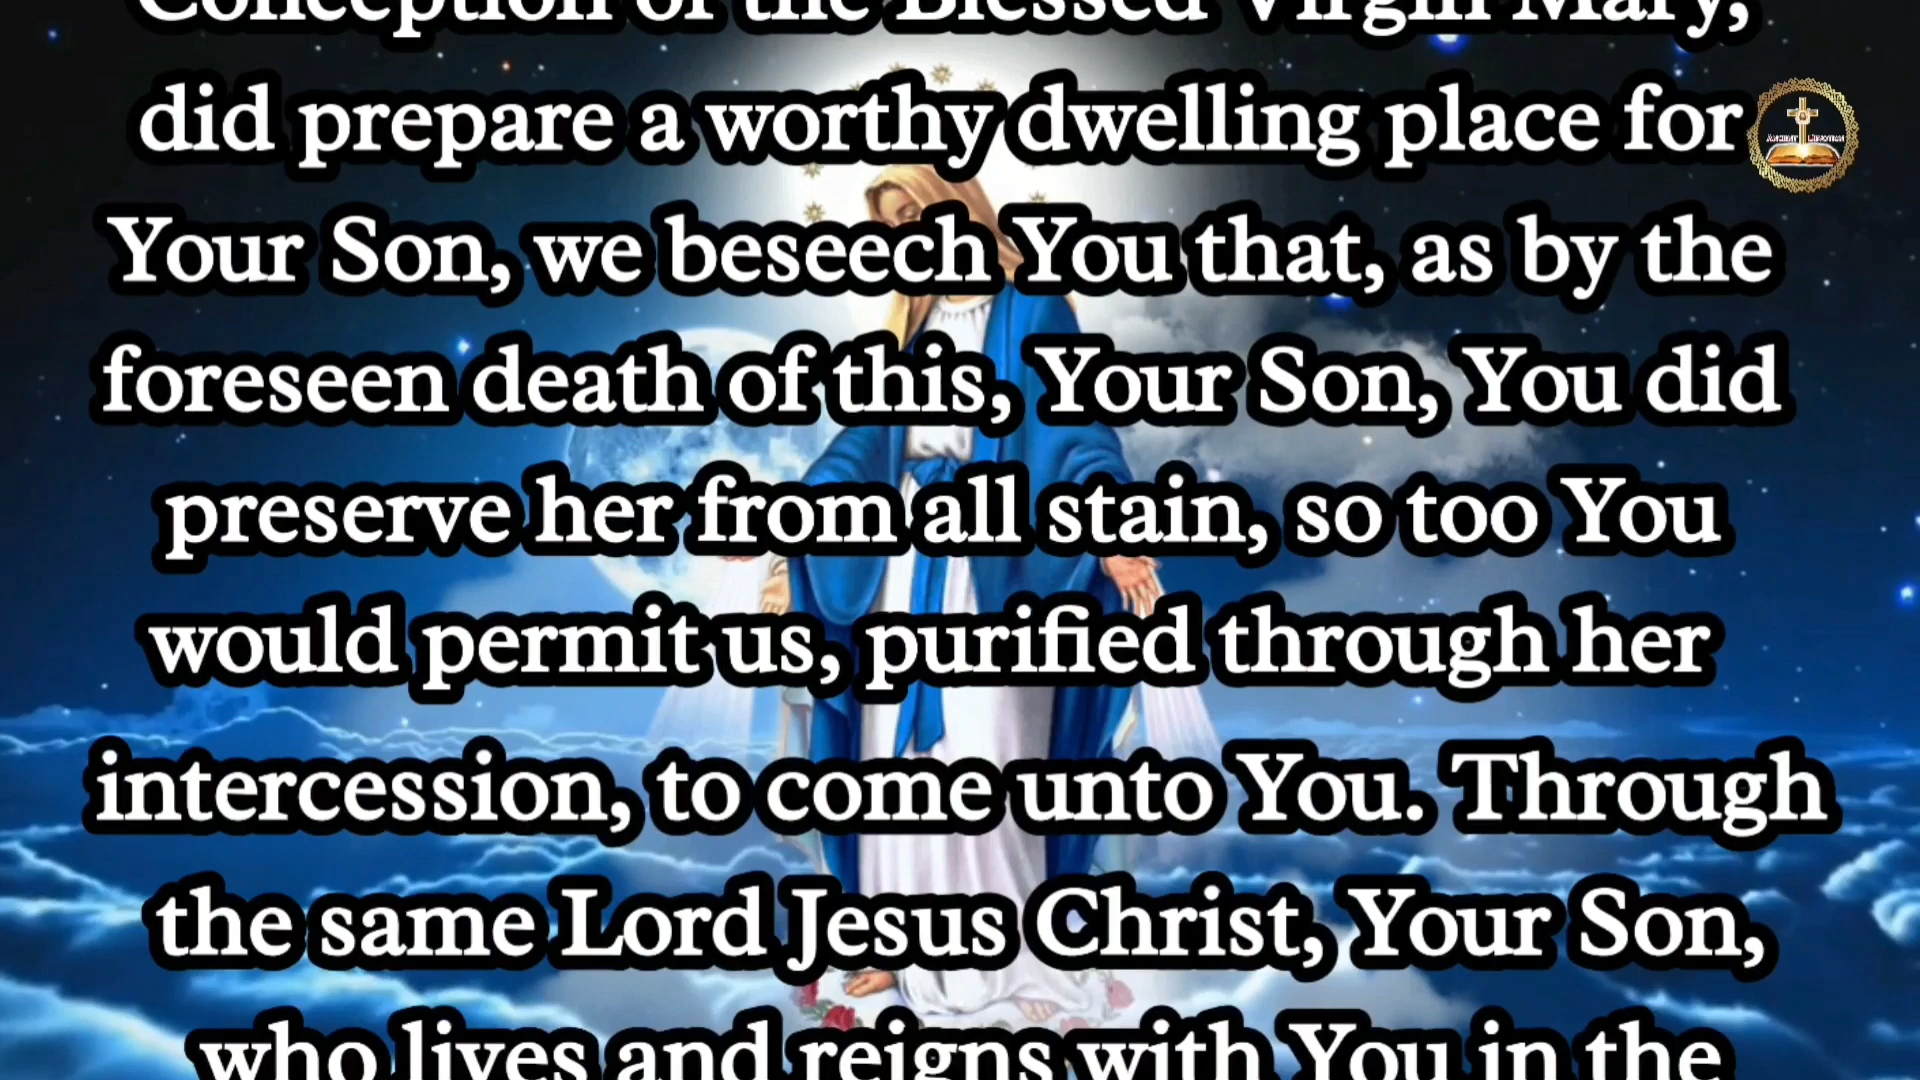 Conception of the Blessed Virgin Mary,
did prepare a worthy dwelling place for
Your Son, we beseech You that, as by the
foreseen death of this, Your Son, You did
preserve her from all stain, so too You
would permit us, purified through her
intercession, to come unto You. Through
the same Lord Jesus Christ, Your Son,
who lives and reigns with You in the